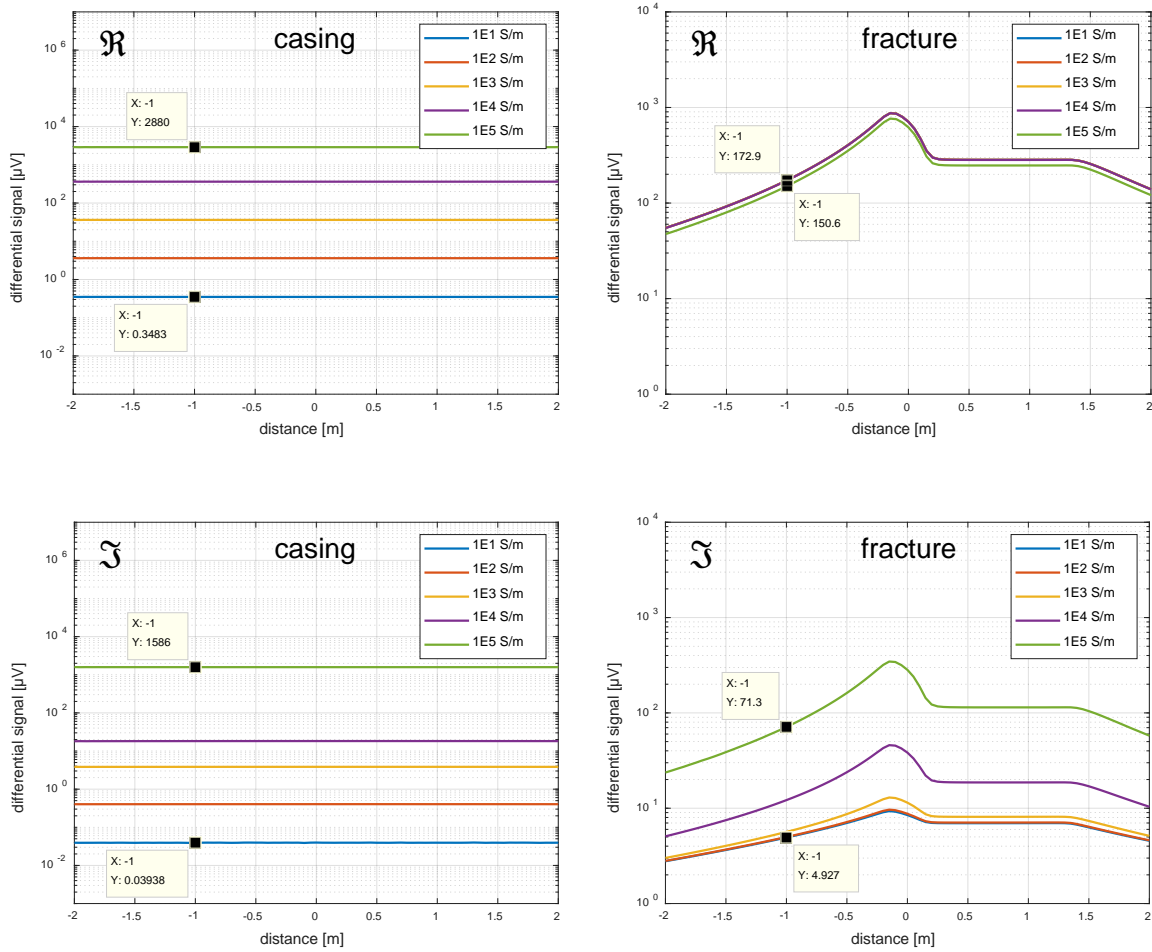 ℜ casing
1E1 S/m
1E2 S/m
1E3 S/m
1E4 S/m
1E5 S/m
X: -1
Y: 2880
X: -1
Y: 0.3483
10⁶
10⁴
10²
10⁰
10⁻²
differential signal [µV]
-2 -1.5 -1 -0.5 0 0.5 1 1.5 2
distance [m]
ℜ fracture
1E1 S/m
1E2 S/m
1E3 S/m
1E4 S/m
1E5 S/m
X: -1
Y: 172.9
X: -1
Y: 150.6
10⁴
10³
10²
10¹
10⁰
differential signal [µV]
-2 -1.5 -1 -0.5 0 0.5 1 1.5 2
distance [m]
ℑ casing
1E1 S/m
1E2 S/m
1E3 S/m
1E4 S/m
1E5 S/m
X: -1
Y: 1586
X: -1
Y: 0.03938
10⁶
10⁴
10²
10⁰
10⁻²
differential signal [µV]
-2 -1.5 -1 -0.5 0 0.5 1 1.5 2
distance [m]
ℑ fracture
1E1 S/m
1E2 S/m
1E3 S/m
1E4 S/m
1E5 S/m
X: -1
Y: 71.3
X: -1
Y: 4.927
10⁴
10³
10²
10¹
10⁰
differential signal [µV]
-2 -1.5 -1 -0.5 0 0.5 1 1.5 2
distance [m]